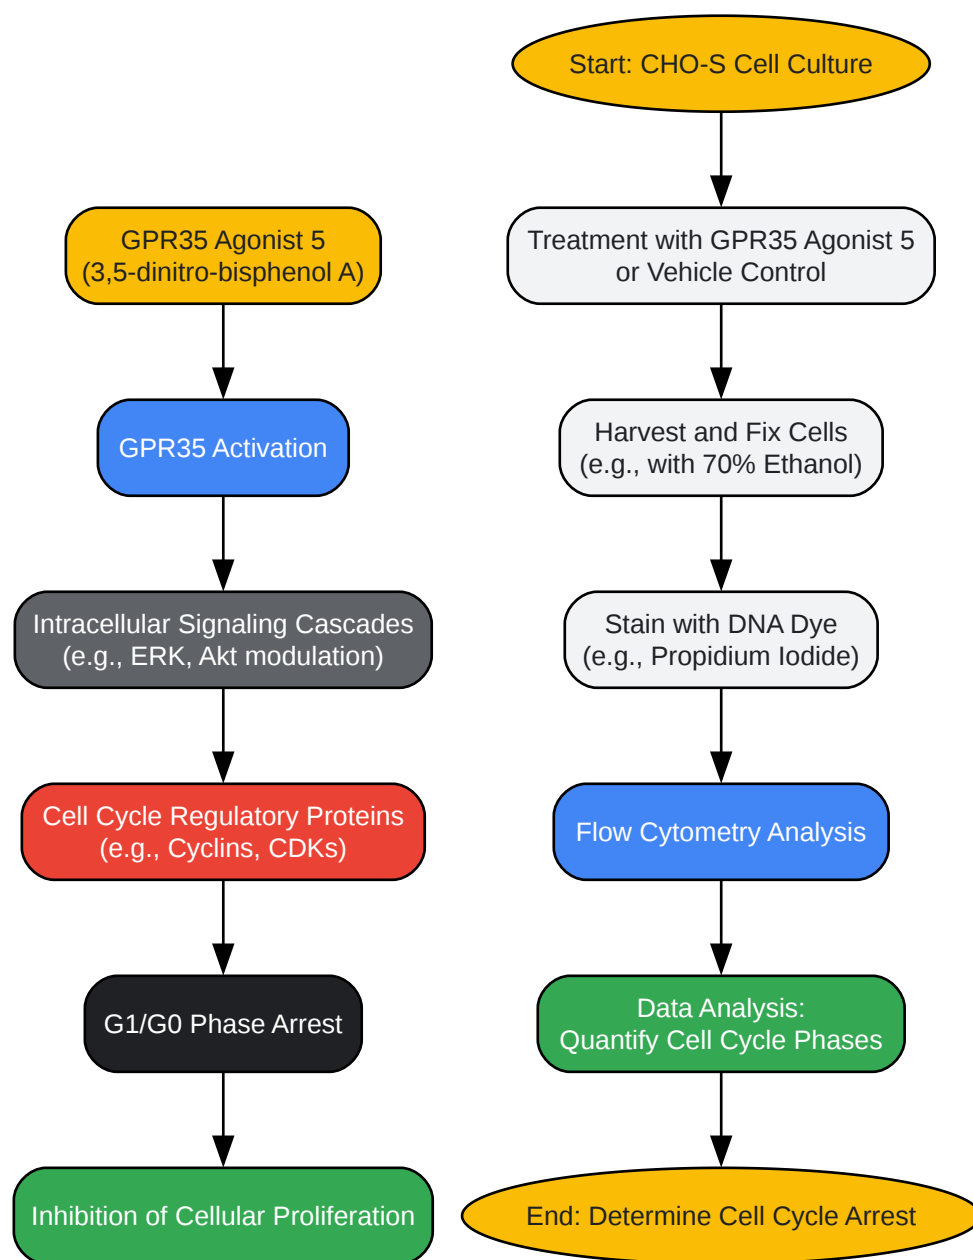 GPR35 Agonist 5
(3,5-dinitro-bisphenol A)
GPR35 Activation
Intracellular Signaling Cascades
(e.g., ERK, Akt modulation)
Cell Cycle Regulatory Proteins
(e.g., Cyclins, CDKs)
G1/G0 Phase Arrest
Inhibition of Cellular Proliferation
Start: CHO-S Cell Culture
Treatment with GPR35 Agonist 5
or Vehicle Control
Harvest and Fix Cells
(e.g., with 70% Ethanol)
Stain with DNA Dye
(e.g., Propidium Iodide)
Flow Cytometry Analysis
Data Analysis:
Quantify Cell Cycle Phases
End: Determine Cell Cycle Arrest